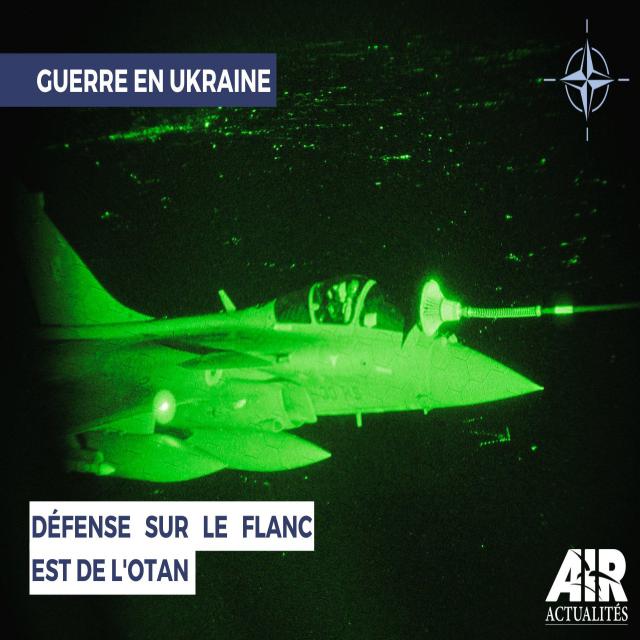 GUERRE EN UKRAINE
DÉFENSE SUR LE FLANC
EST DE L'OTAN
AIR
ACTUALITÉS